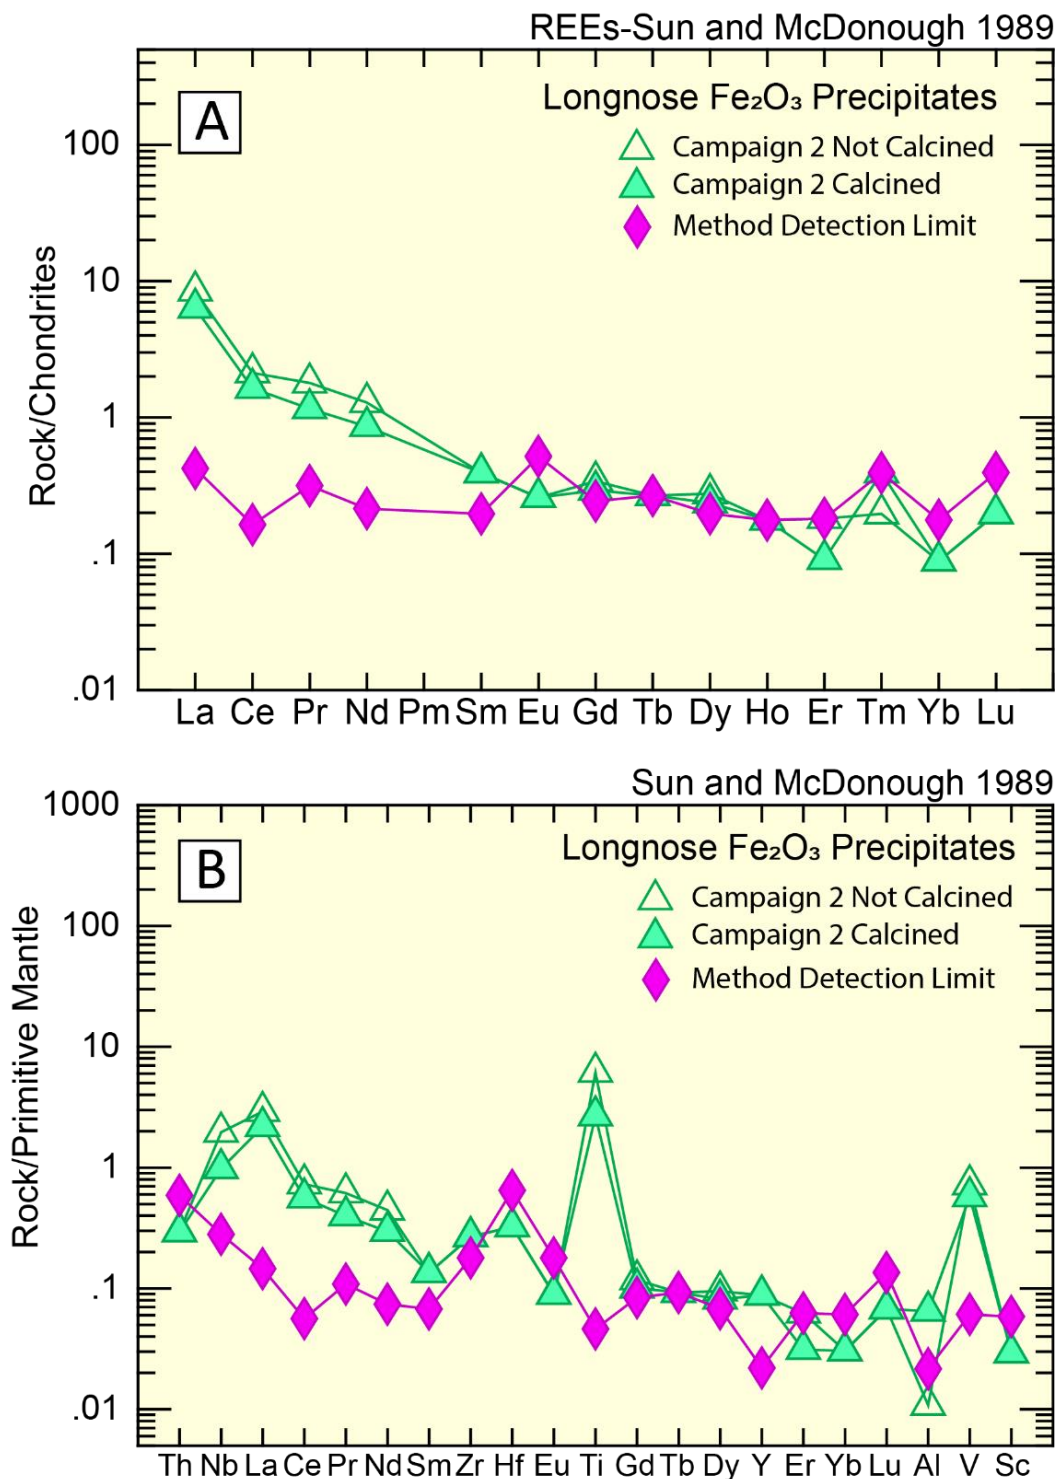 REEs-Sun and McDonough 1989
A
Longnose Fe₂O₃ Precipitates
Campaign 2 Not Calcined
Campaign 2 Calcined
Method Detection Limit
Rock/Chondrites
100
10
1
.1
.01
La Ce Pr Nd Pm Sm Eu Gd Tb Dy Ho Er Tm Yb Lu
Sun and McDonough 1989
B
Longnose Fe₂O₃ Precipitates
Campaign 2 Not Calcined
Campaign 2 Calcined
Method Detection Limit
Rock/Primitive Mantle
1000
100
10
1
.1
.01
Th Nb La Ce Pr Nd Sm Zr Hf Eu Ti Gd Tb Dy Y Er Yb Lu Al V Sc